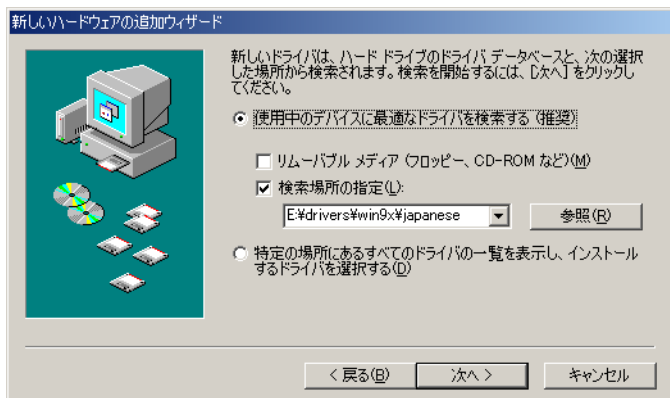 新しいハードウェアの追加ウィザード
新しいドライバは、ハード ドライブのドライバ データベースと、次の選択
した場所から検索されます。検索を開始するには、[次へ] をクリックし
てください。
使用中のデバイスに最適なドライバを検索する (推奨)
リムーバブル メディア (フロッピー、CD-ROM など)(M)
検索場所の指定(L):
E:¥drivers¥win9x¥japanese
参照(R)
特定の場所にあるすべてのドライバの一覧を表示し、インストール
するドライバを選択する(D)
< 戻る(B)
次へ >
キャンセル